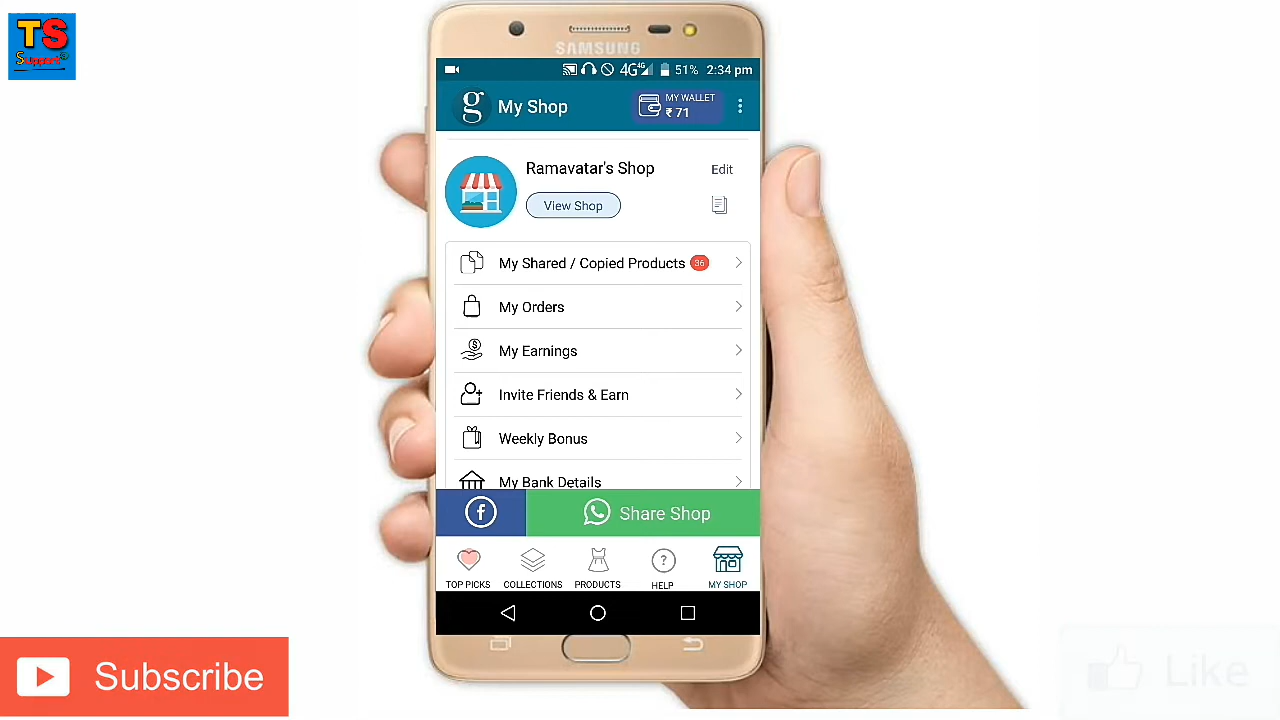 TS
Support
SAMSUNG
4G 4G 51% 2:34 pm
g My Shop
MY WALLET
₹ 71
Ramavatar's Shop
Edit
View Shop
My Shared / Copied Products 36
My Orders
My Earnings
Invite Friends & Earn
Weekly Bonus
My Bank Details
f Share Shop
TOP PICKS COLLECTIONS PRODUCTS ? HELP MY SHOP
Subscribe
Like